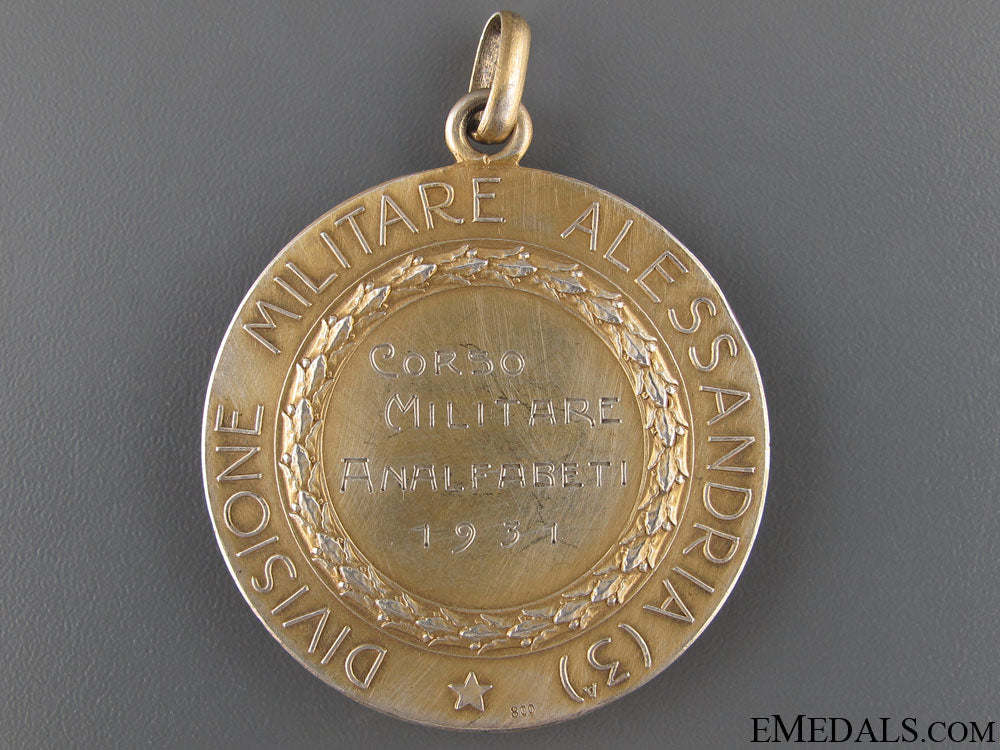 DIVISIONE MILITARE ALESSANDRIA (3ᴬ)
CORSO
MILITARE
ANALFABETI
1931
800
EMEDALS.COM